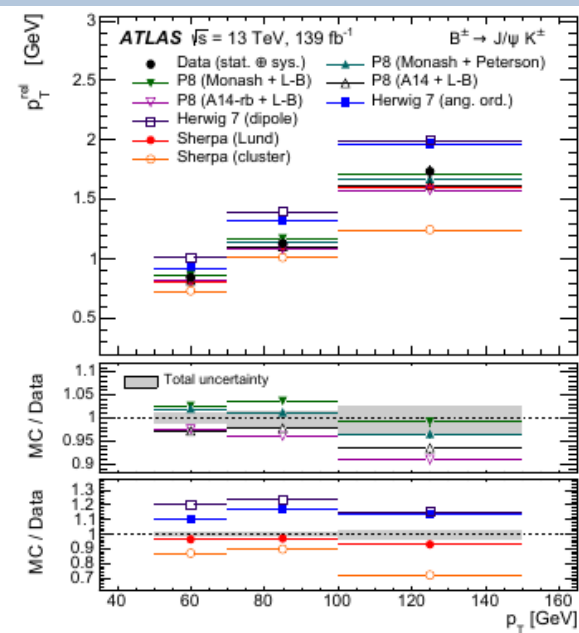 ATLAS √s = 13 TeV, 139 fb⁻¹ B± → J/ψ K±
Data (stat. ⊕ sys.) P8 (Monash + Peterson)
P8 (Monash + L-B) P8 (A14 + L-B)
P8 (A14-rb + L-B) Herwig 7 (ang. ord.)
Herwig 7 (dipole)
Sherpa (Lund)
Sherpa (cluster)
p_T^rel [GeV]
3
2.5
2
1.5
1
0.5
Total uncertainty
MC / Data
1.1
1.05
1
0.95
0.9
MC / Data
1.3
1.2
1.1
1
0.9
0.8
0.7
40 60 80 100 120 140 160
p_T [GeV]